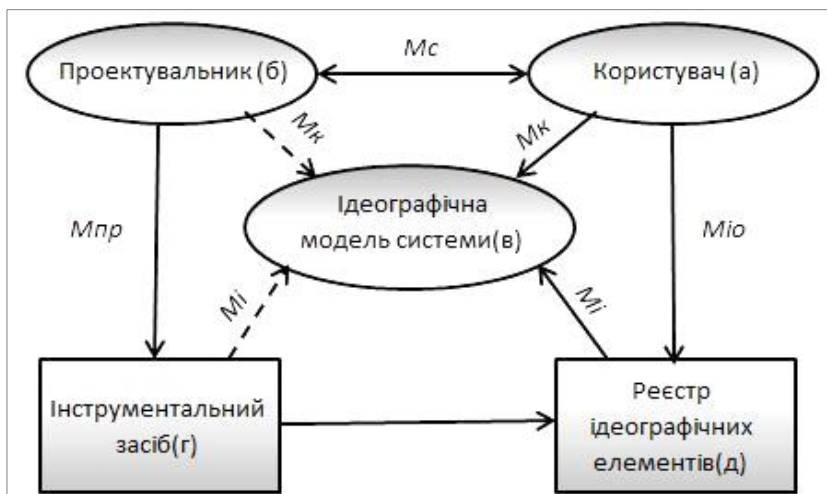 Мс
Проектувальник (б)
Користувач (а)
Мк
Мк
Ідеографічна
модель системи(в)
Мпр
Міо
Мі
Мі
Інструментальний
засіб(г)
Реєстр
ідеографічних
елементів(д)